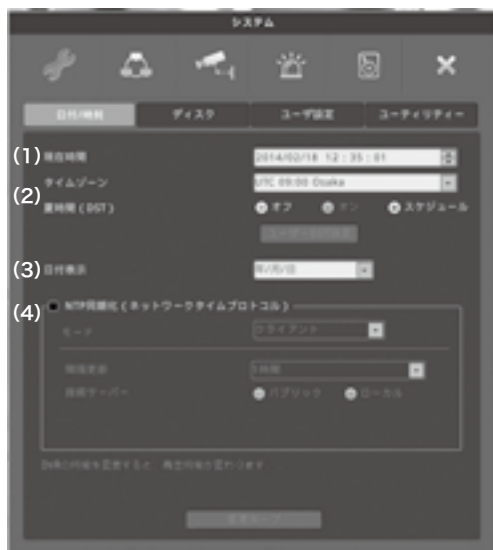 システム
日付/時刻 ディスク ユーザ設定 ユーティリティー
(1) 現在時間 2014/02/18 12 : 35 : 01
タイムゾーン UTC 09:00 Osaka
(2)
夏時間 ( DST ) オフ オン スケジュール
(3) 日付表示 年/月/日
(4) NTP同期化 ( ネットワークタイムプロトコル )
モード クライアント
間隔更新
接続サーバー パブリック ローカル